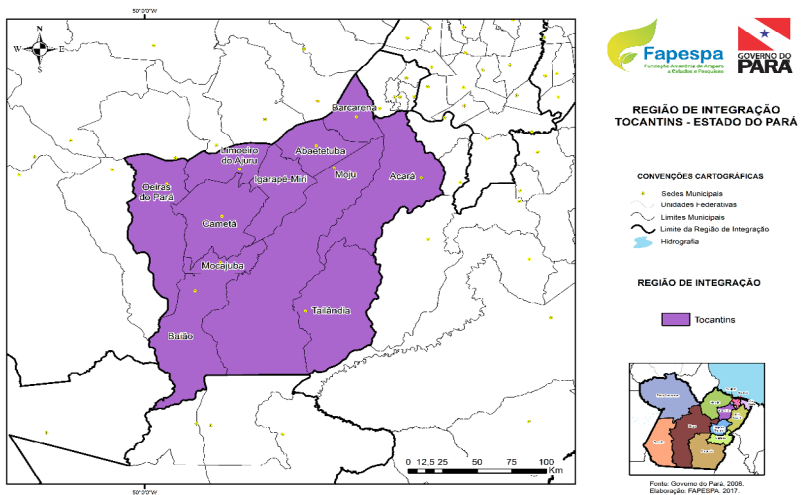 50°0'0"W
N
W
E
S
Barcarena
Limoeiro
do Ajuru
Abaetetuba
Oeiras
do Pará
Igarapé-Miri
Moju
Acará
Cametá
Mocajuba
Tailândia
Baião
0 12,5 25 50 75 100
Km
50°0'0"W
Fapespa
Fundação Amazônia de Amparo
a Estudos e Pesquisas
GOVERNO DO
PARÁ
REGIÃO DE INTEGRAÇÃO
TOCANTINS - ESTADO DO PARÁ
CONVENÇÕES CARTOGRÁFICAS
Sedes Municipais
Unidades Federativas
Limites Municipais
Limite da Região de Integração
Hidrografia
REGIÃO DE INTEGRAÇÃO
Tocantins
Fonte: Governo do Pará, 2008.
Elaboração: FAPESPA. 2017.